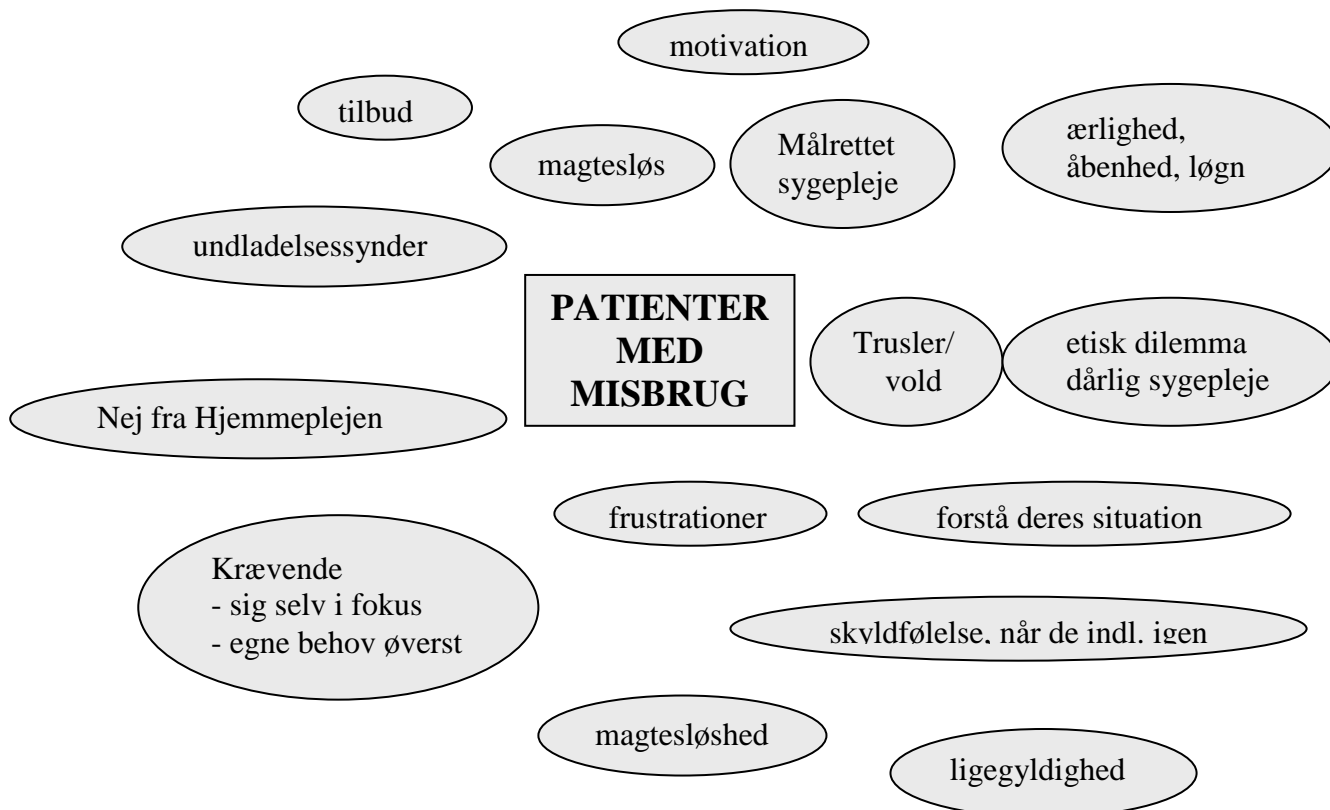 motivation
tilbud
magtesløs
Målrettet
sygepleje
ærlighed,
åbenhed, løgn
undladelsessynder
PATIENTER
MED
MISBRUG
Trusler/
vold
etisk dilemma
dårlig sygepleje
Nej fra Hjemmeplejen
frustrationer
forstå deres situation
Krævende
- sig selv i fokus
- egne behov øverst
skyldfølelse, når de indl. igen
magtesløshed
ligegyldighed